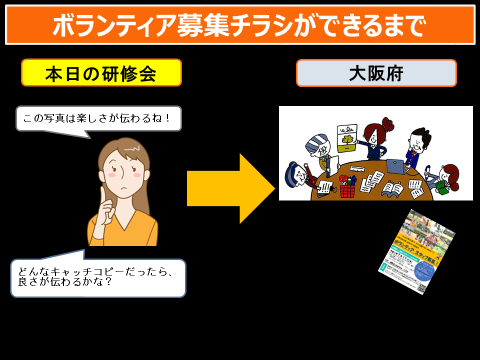 ボランティア募集チラシができるまで
本日の研修会
大阪府
この写真は楽しさが伝わるね！
どんなキャッチコピーだったら、
良さが伝わるかな？